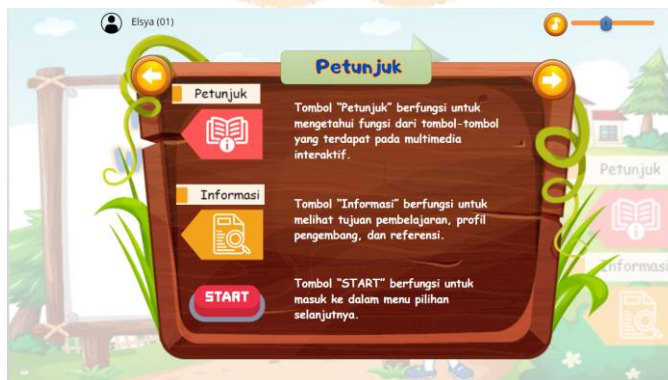 Elsya (01)
Petunjuk
Petunjuk
Tombol "Petunjuk" berfungsi untuk
mengetahui fungsi dari tombol-tombol
yang terdapat pada multimedia
interaktif.
Informasi
Tombol "Informasi" berfungsi untuk
melihat tujuan pembelajaran, profil
pengembang, dan referensi.
START
Tombol "START" berfungsi untuk
masuk ke dalam menu pilihan
selanjutnya.
Petunjuk
Informasi